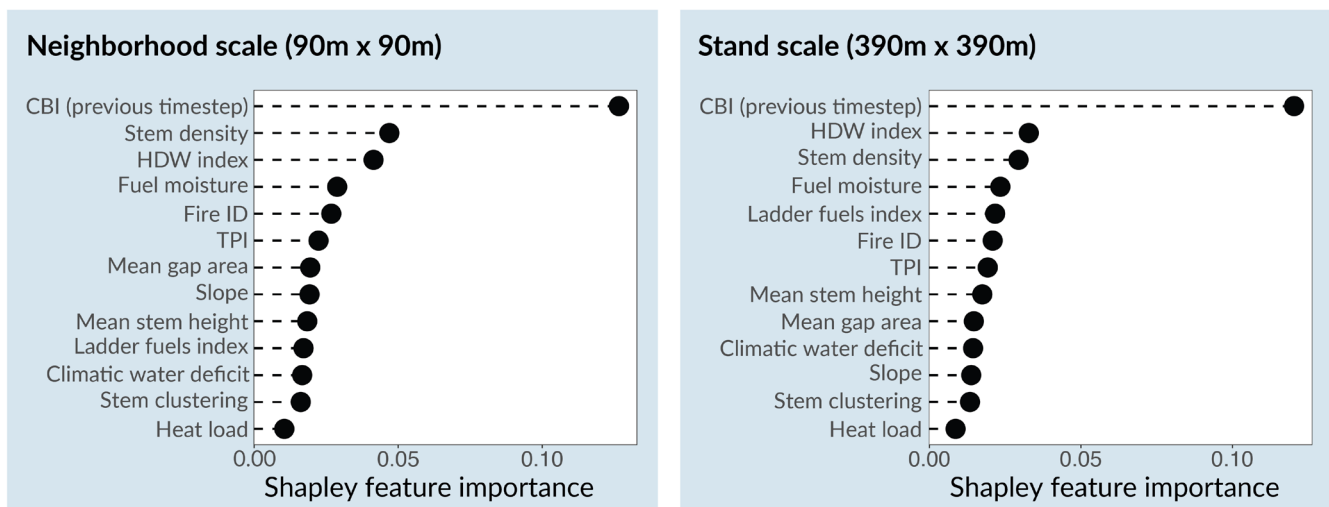 Neighborhood scale (90m x 90m)
CBI (previous timestep)
Stem density
HDW index
Fuel moisture
Fire ID
TPI
Mean gap area
Slope
Mean stem height
Ladder fuels index
Climatic water deficit
Stem clustering
Heat load
0.00 0.05 0.10
Shapley feature importance
Stand scale (390m x 390m)
CBI (previous timestep)
HDW index
Stem density
Fuel moisture
Ladder fuels index
Fire ID
TPI
Mean stem height
Mean gap area
Climatic water deficit
Slope
Stem clustering
Heat load
0.00 0.05 0.10
Shapley feature importance